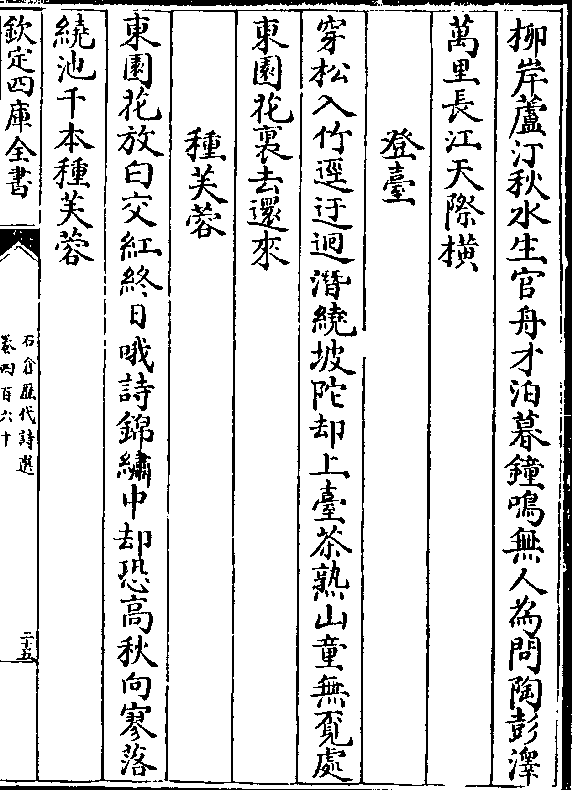 柳岸蘆汀秋水生官舟才泊暮鐘鳴無人為問陶彭澤
萬里長江天際橫
登臺
穿松入竹逕迂迴潛繞坡陀却上臺茶熟山童無覓處
東園花裏去還來
種芙蓉
東園花放白交紅終日哦詩錦繡中却恐高秋向寥落
繞池千本種芙蓉
欽定四庫全書
石倉歷代詩選
卷四百六十
二十五